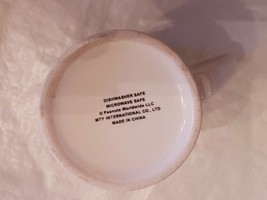 DISHWASHER SAFE
MICROWAVE SAFE
© Peanuts Worldwide LLC
MTY INTERNATIONAL CO., LTD
MADE IN CHINA